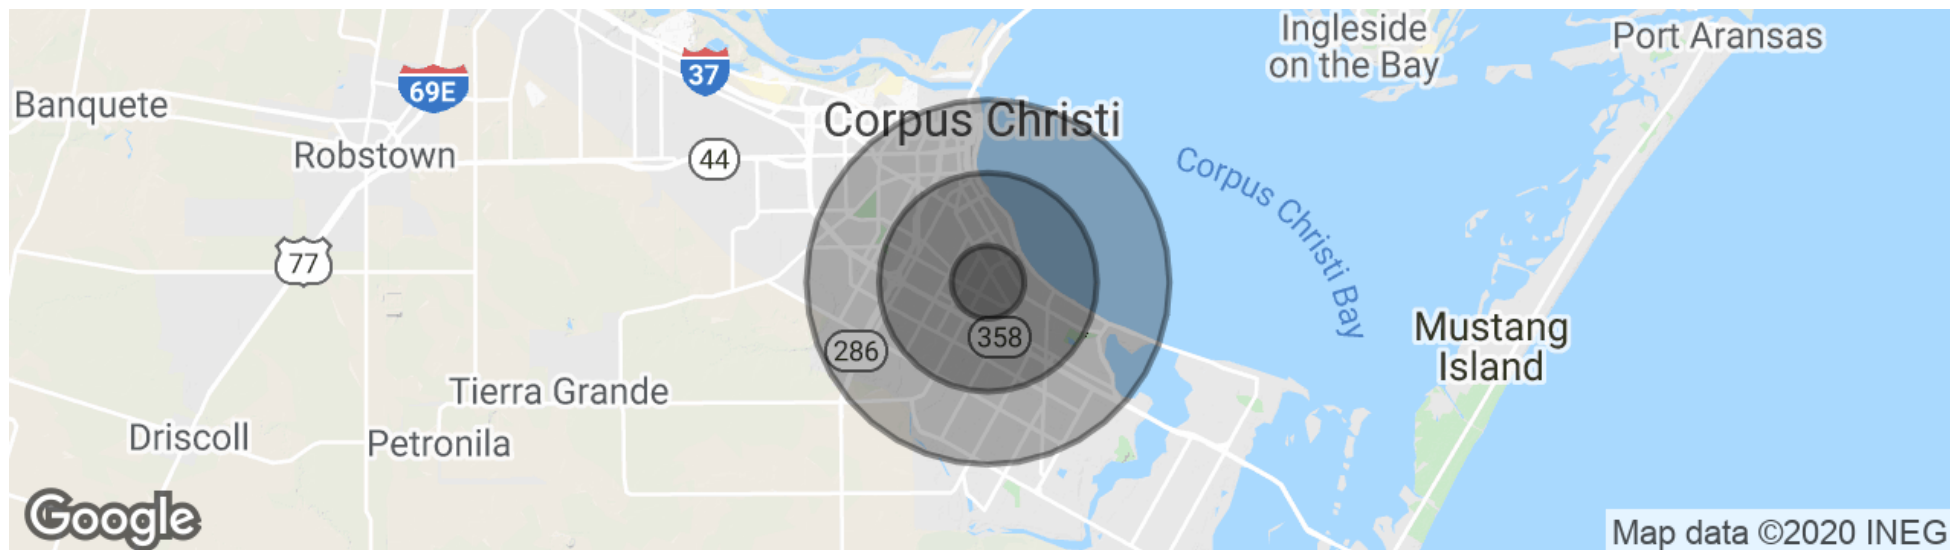 Ingleside
on the Bay
Port Aransas
37
69E
Banquete
Corpus Christi
Robstown
44
Corpus Christi Bay
77
358
286
Mustang
Island
Tierra Grande
Driscoll
Petronila
Google
Map data ©2020 INEG